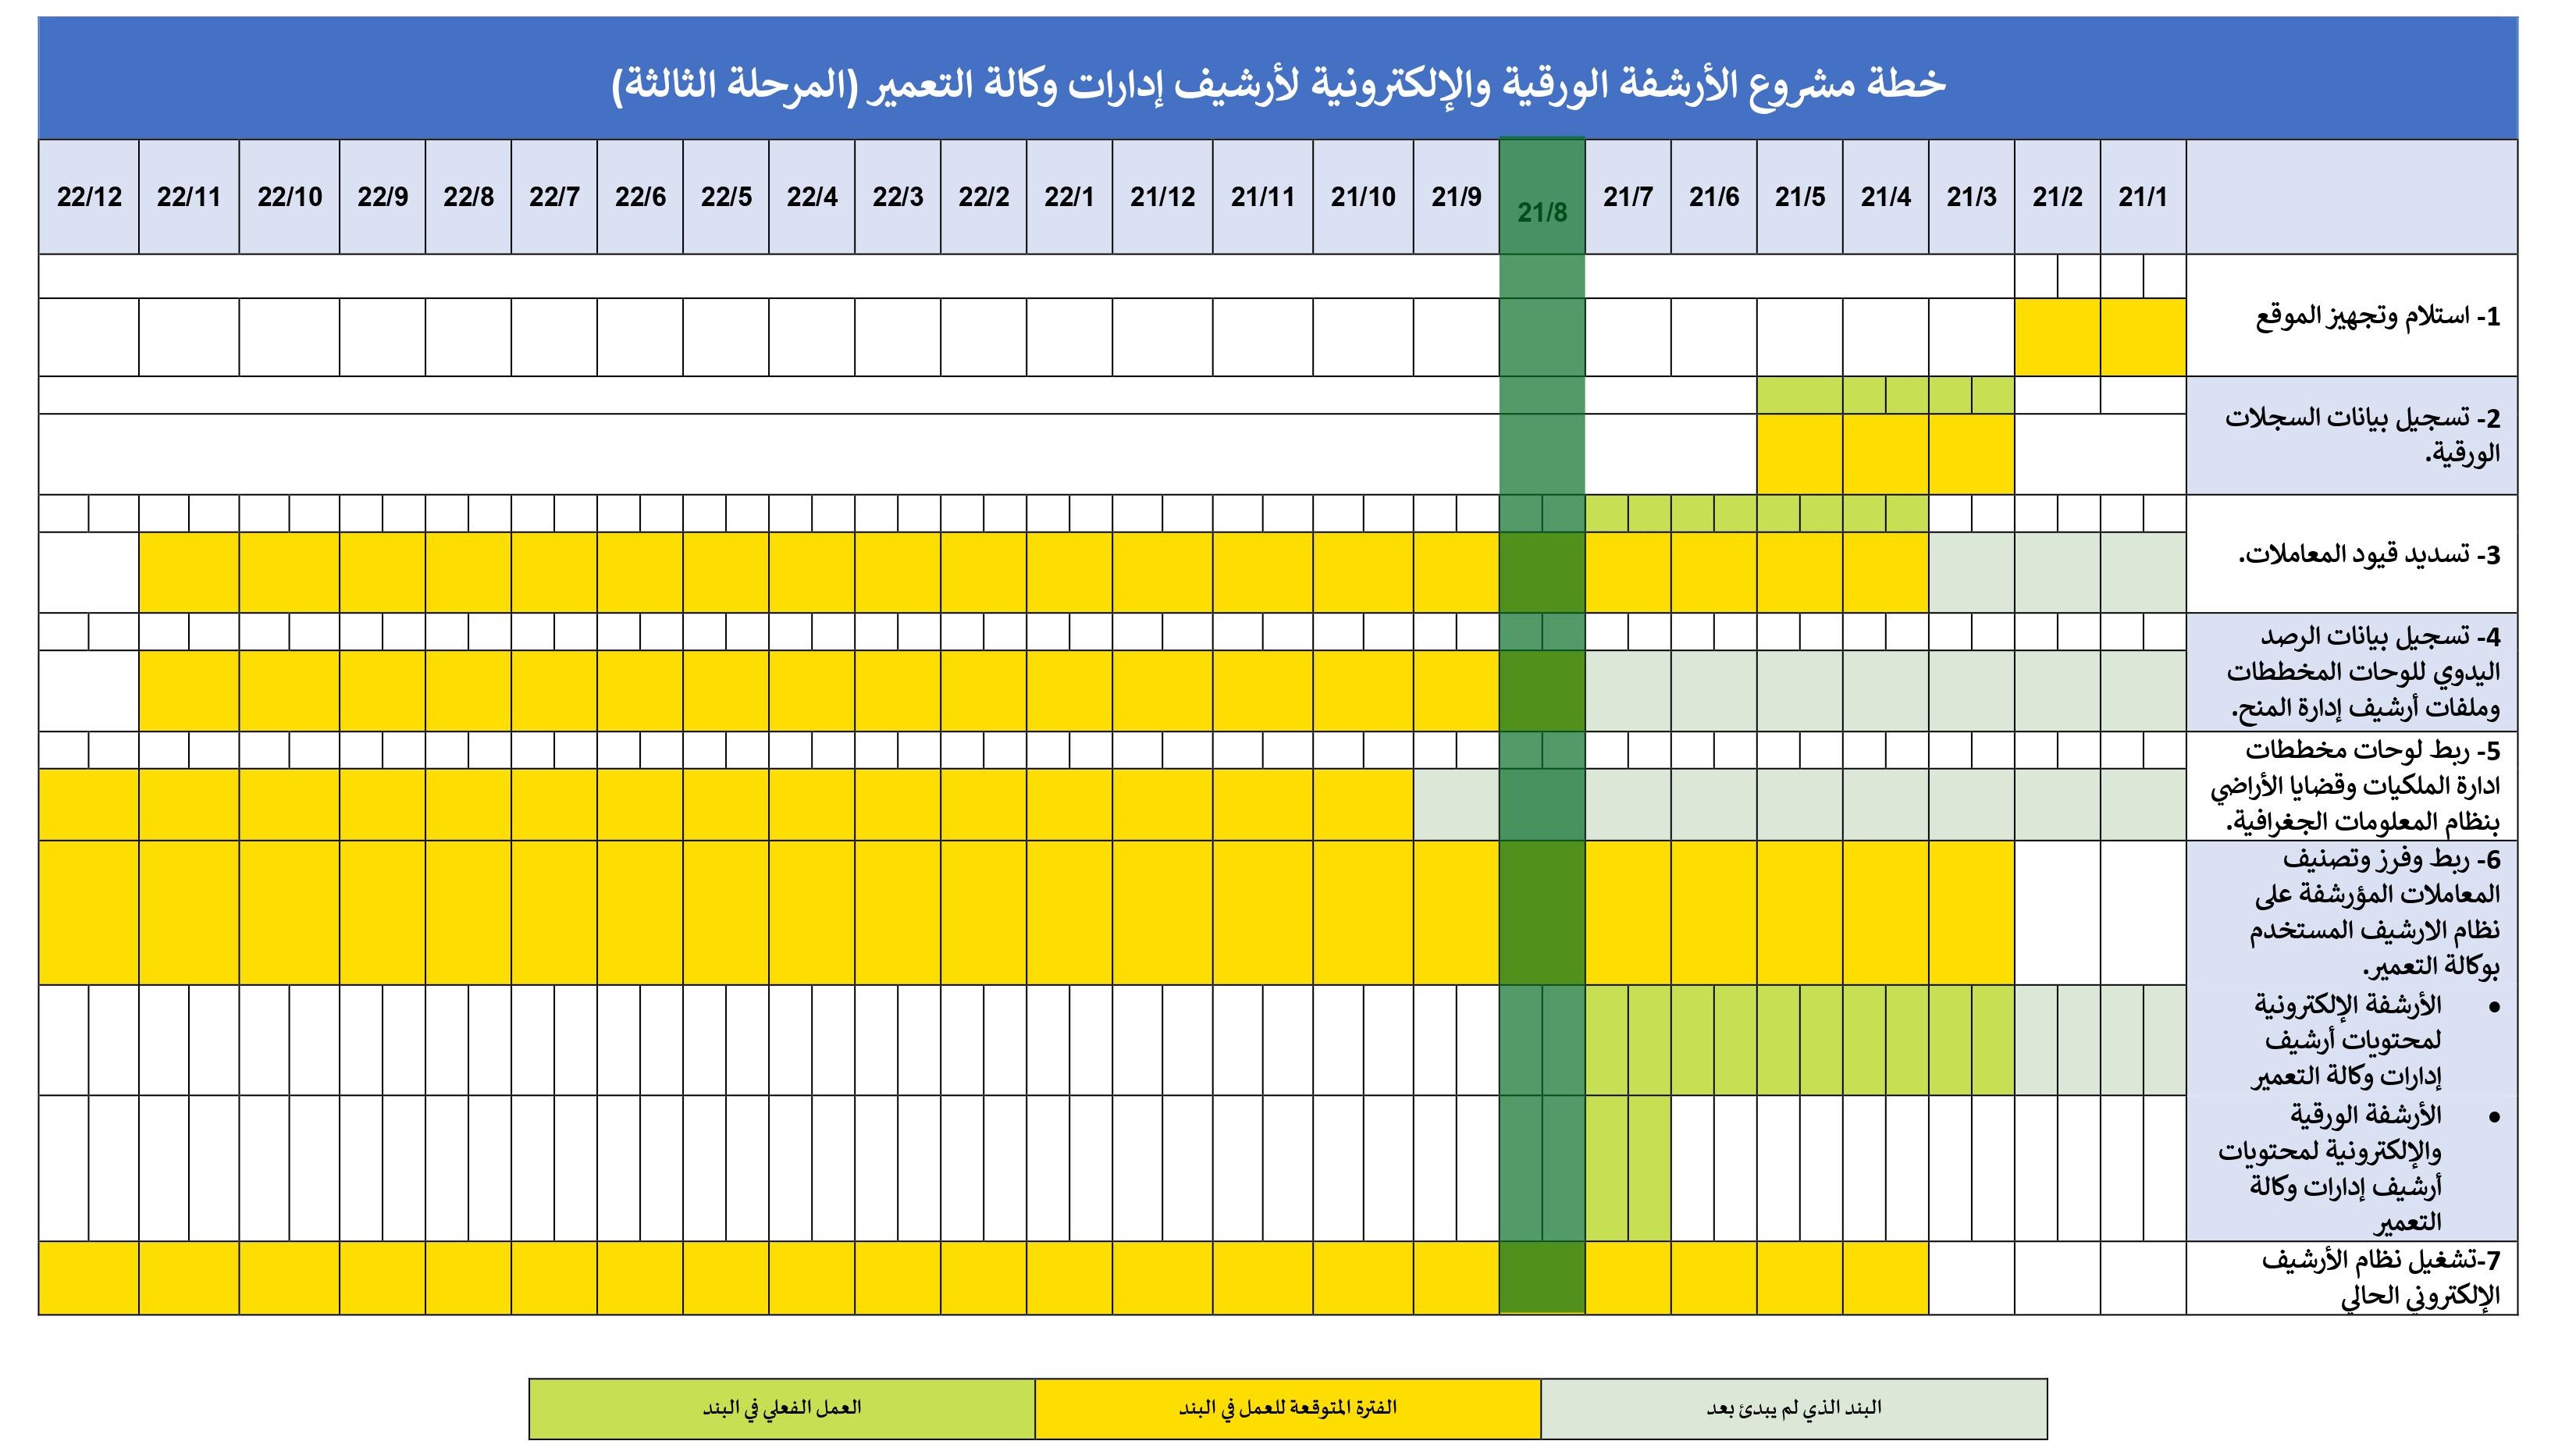 خطة مشروع الأرشفة الورقية والإلكترونية لأرشيف إدارات وكالة التعمير (المرحلة الثالثة)
21/1 21/2 21/3 21/4 21/5 21/6 21/7 21/8 21/9 21/10 21/11 21/12 22/1 22/2 22/3 22/4 22/5 22/6 22/7 22/8 22/9 22/10 22/11 22/12
1- استلام وتجهيز الموقع
2- تسجيل بيانات السجلات
الورقية.
3- تسديد قيود المعاملات.
4- تسجيل بيانات الرصد
اليدوي للوحات المخططات
وملفات أرشيف إدارة المنح.
5- ربط لوحات مخططات
ادارة الملكيات وقضايا الأراضي
بنظام المعلومات الجغرافية.
6- ربط وفرز وتصنيف
المعاملات المؤرشفة على
نظام الارشيف المستخدم
بوكالة التعمير.
• الأرشفة الإلكترونية
لمحتويات أرشيف
إدارات وكالة التعمير
• الأرشفة الورقية
والإلكترونية لمحتويات
أرشيف إدارات وكالة
التعمير
7-تشغيل نظام الأرشيف
الإلكتروني الحالي
البند الذي لم يبدئ بعد
الفترة المتوقعة للعمل في البند
العمل الفعلي في البند